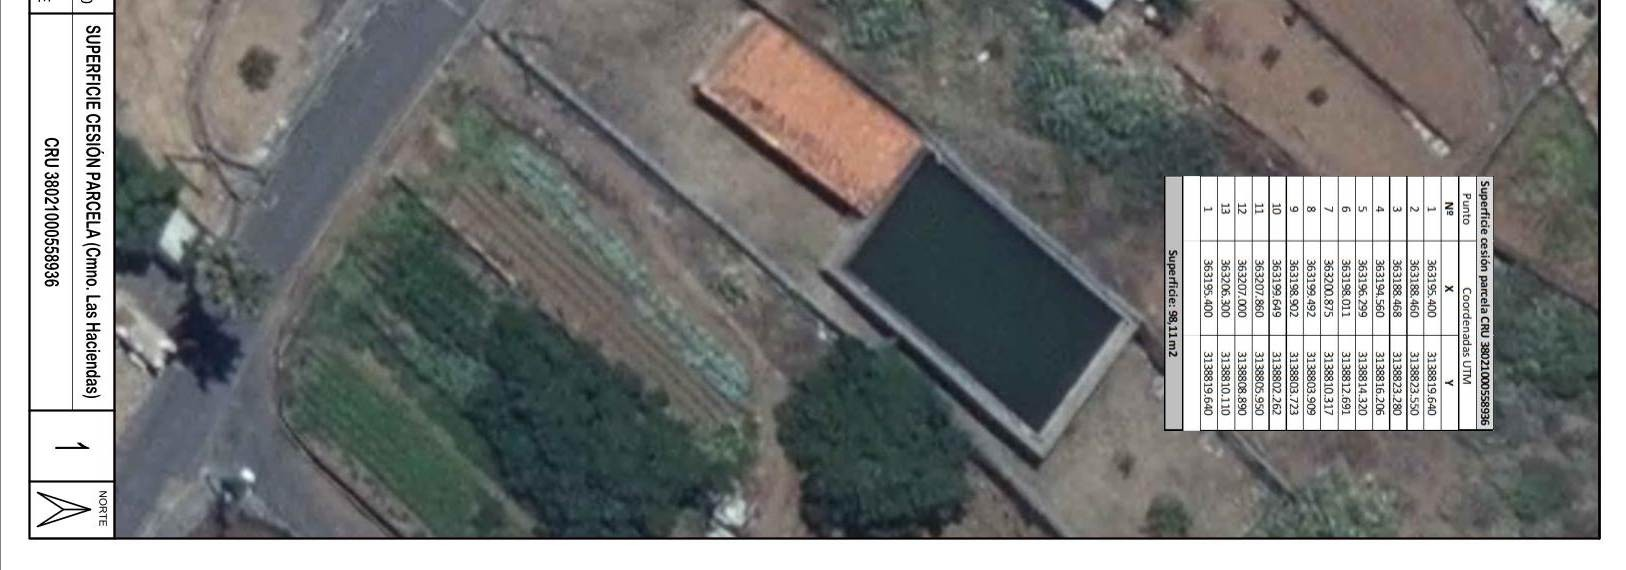 Superficie cesión parcela CRU 38021000558936
Punto Coordenadas UTM
Nº X Y
1 363195.400 3138819.640
2 363188.460 3138823.550
3 363188.468 3138823.280
4 363194.560 3138816.206
5 363196.299 3138814.320
6 363198.011 3138812.691
7 363200.875 3138810.317
8 363199.492 3138803.909
9 363198.902 3138803.723
10 363199.649 3138802.262
11 363207.860 3138805.950
12 363207.000 3138808.890
13 363206.300 3138810.110
1 363195.400 3138819.640
Superficie: 98,11 m2
SUPERFICIE CESIÓN PARCELA (Cmno. Las Haciendas)
CRU 38021000558936
1
NORTE